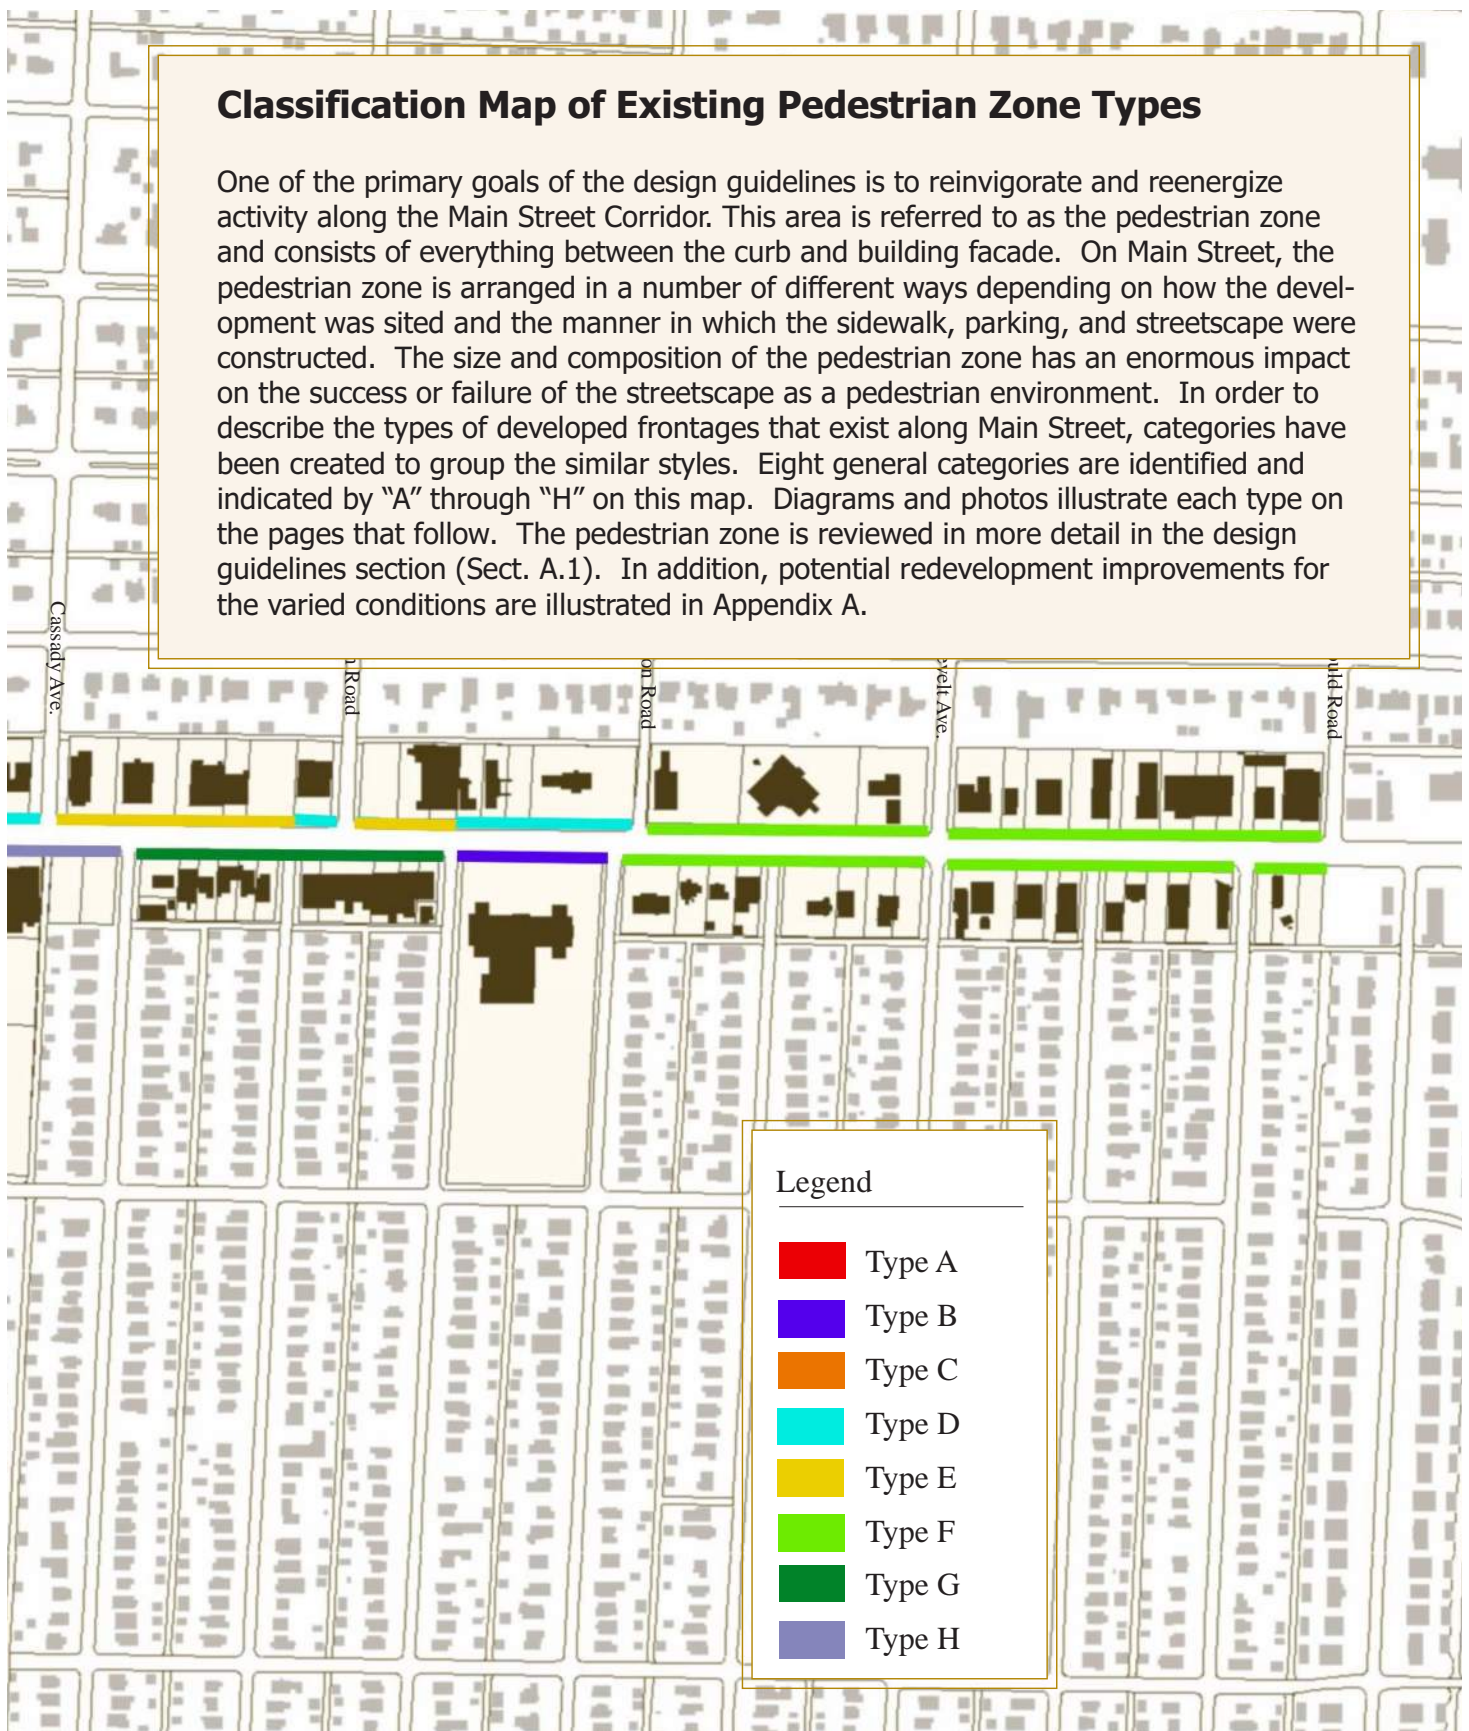 Classification Map of Existing Pedestrian Zone Types
One of the primary goals of the design guidelines is to reinvigorate and reenergize
activity along the Main Street Corridor. This area is referred to as the pedestrian zone
and consists of everything between the curb and building facade.  On Main Street, the
pedestrian zone is arranged in a number of different ways depending on how the devel-
opment was sited and the manner in which the sidewalk, parking, and streetscape were
constructed.  The size and composition of the pedestrian zone has an enormous impact
on the success or failure of the streetscape as a pedestrian environment.  In order to
describe the types of developed frontages that exist along Main Street, categories have
been created to group the similar styles.  Eight general categories are identified and
indicated by “A” through “H” on this map.  Diagrams and photos illustrate each type on
the pages that follow.  The pedestrian zone is reviewed in more detail in the design
guidelines section (Sect. A.1).  In addition, potential redevelopment improvements for
the varied conditions are illustrated in Appendix A.
Cassady Ave.
n Road
on Road
evelt Ave.
ould Road
Legend
Type A
Type B
Type C
Type D
Type E
Type F
Type G
Type H